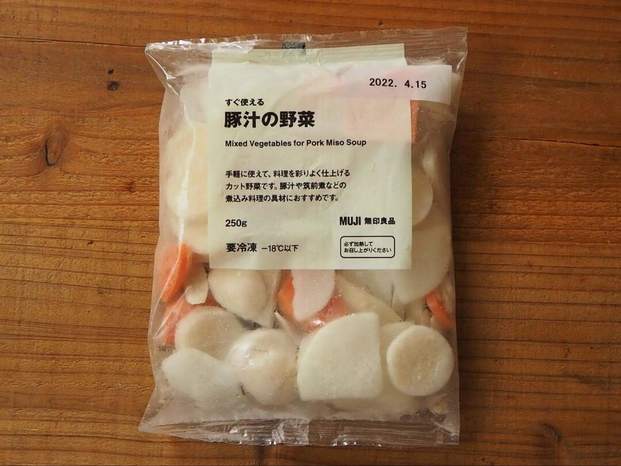 2022. 4.15
すぐ使える
豚汁の野菜
Mixed Vegetables for Pork Miso Soup
手軽に使えて、料理を彩りよく仕上げる
カット野菜です。豚汁や筑前煮などの
煮込み料理の具材におすすめです。
250g
MUJI 無印良品
要冷凍 −18℃以下
必ず加熱して
お召し上がりください